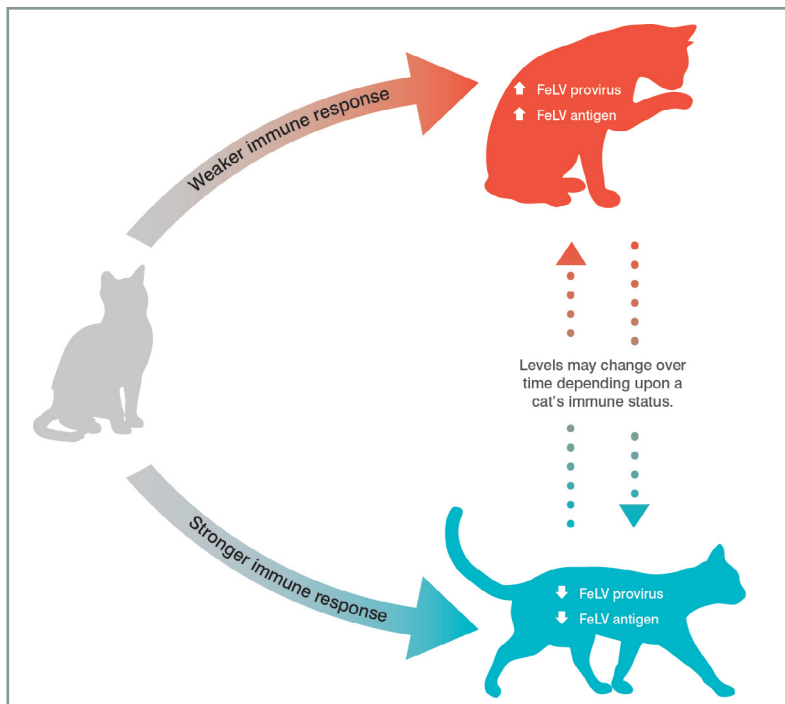 Weaker immune response
FeLV provirus
FeLV antigen
Levels may change over
time depending upon a
cat's immune status.
Stronger immune response
FeLV provirus
FeLV antigen